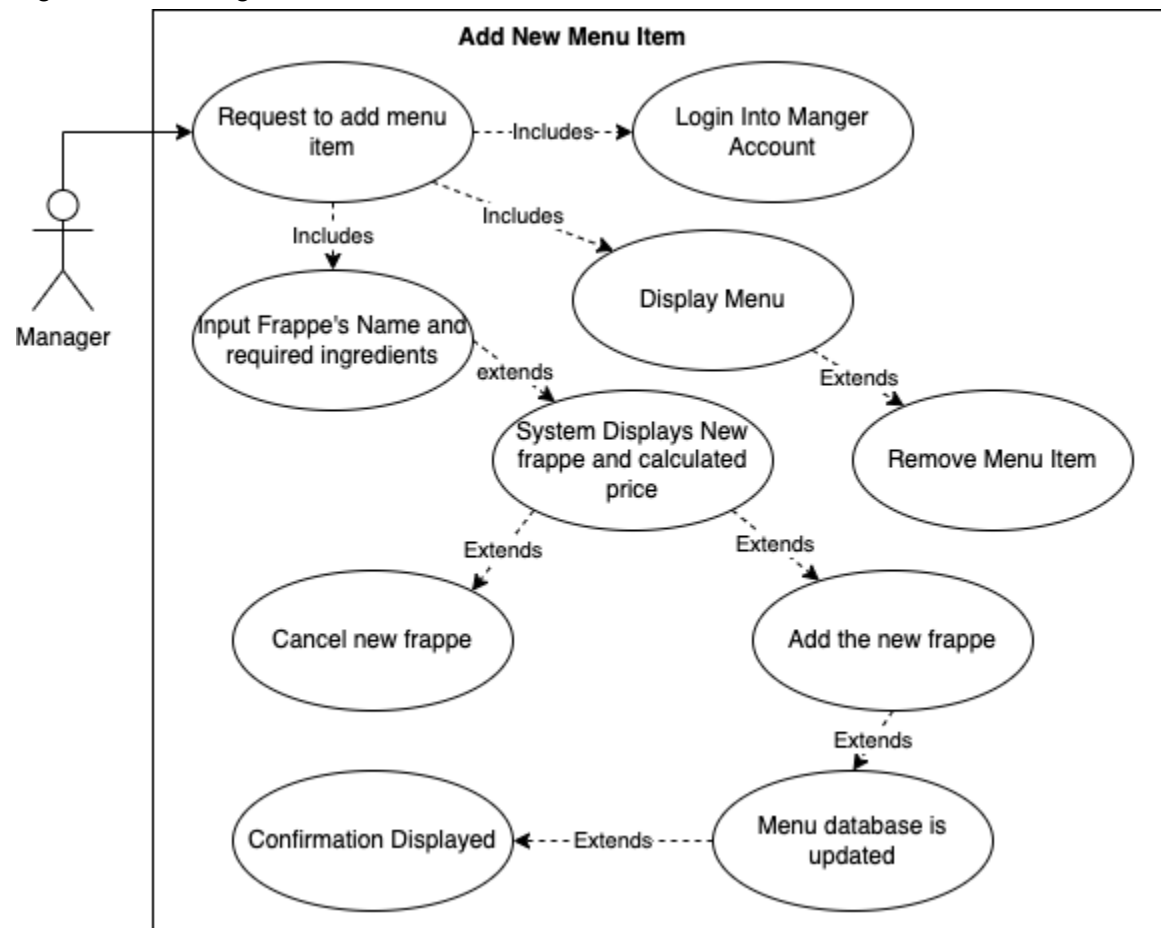 Add New Menu Item
Request to add menu
item
Includes
Login Into Manger
Account
Includes
Includes
Manager
Input Frappe's Name and
required ingredients
Display Menu
extends
Extends
System Displays New
frappe and calculated
price
Remove Menu Item
Extends
Extends
Cancel new frappe
Add the new frappe
Extends
Confirmation Displayed
Extends
Menu database is
updated